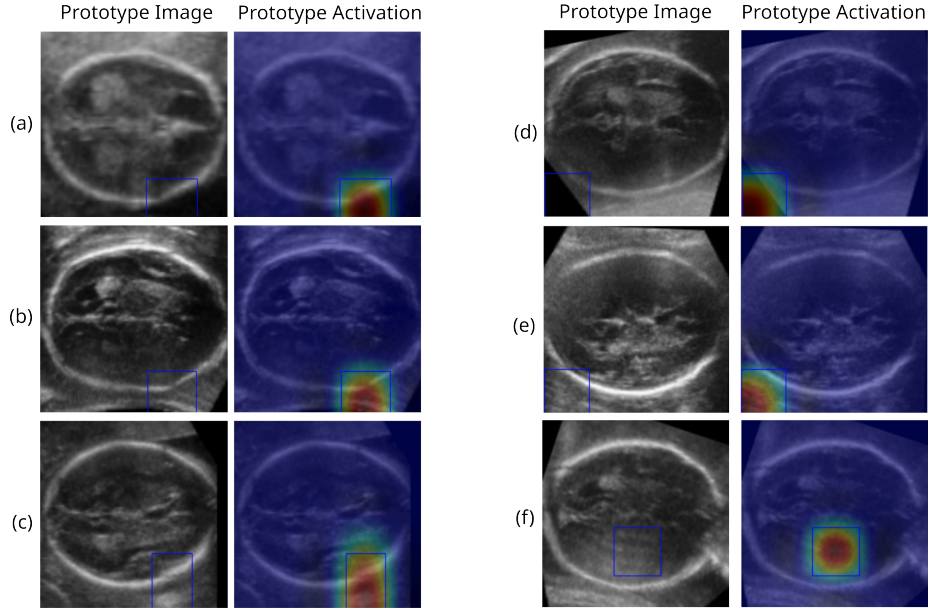 Prototype Image Prototype Activation Prototype Image Prototype Activation
(a)
(d)
(b)
(e)
(c)
(f)